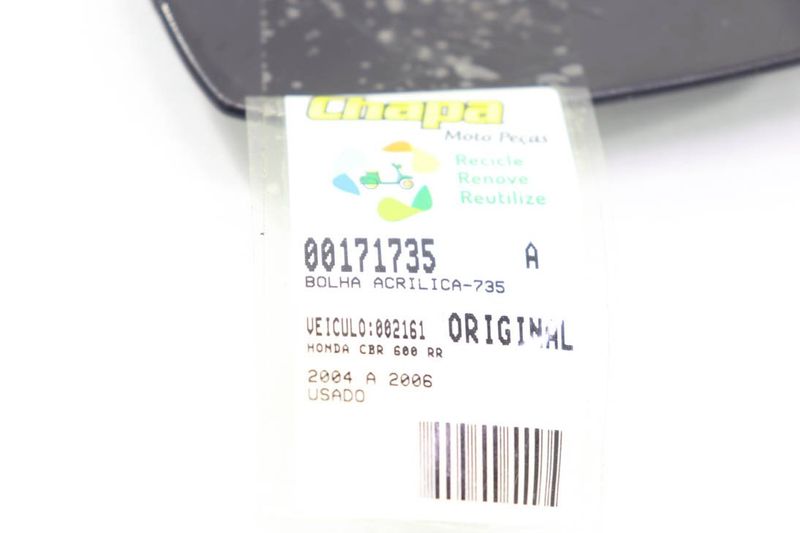 Chapa
Moto Peças
Recicle
Renove
Reutilize
00171735 A
BOLHA ACRILICA-735
VEICULO:002161 ORIGINAL
HONDA CBR 600 RR
2004 A 2006
USADO